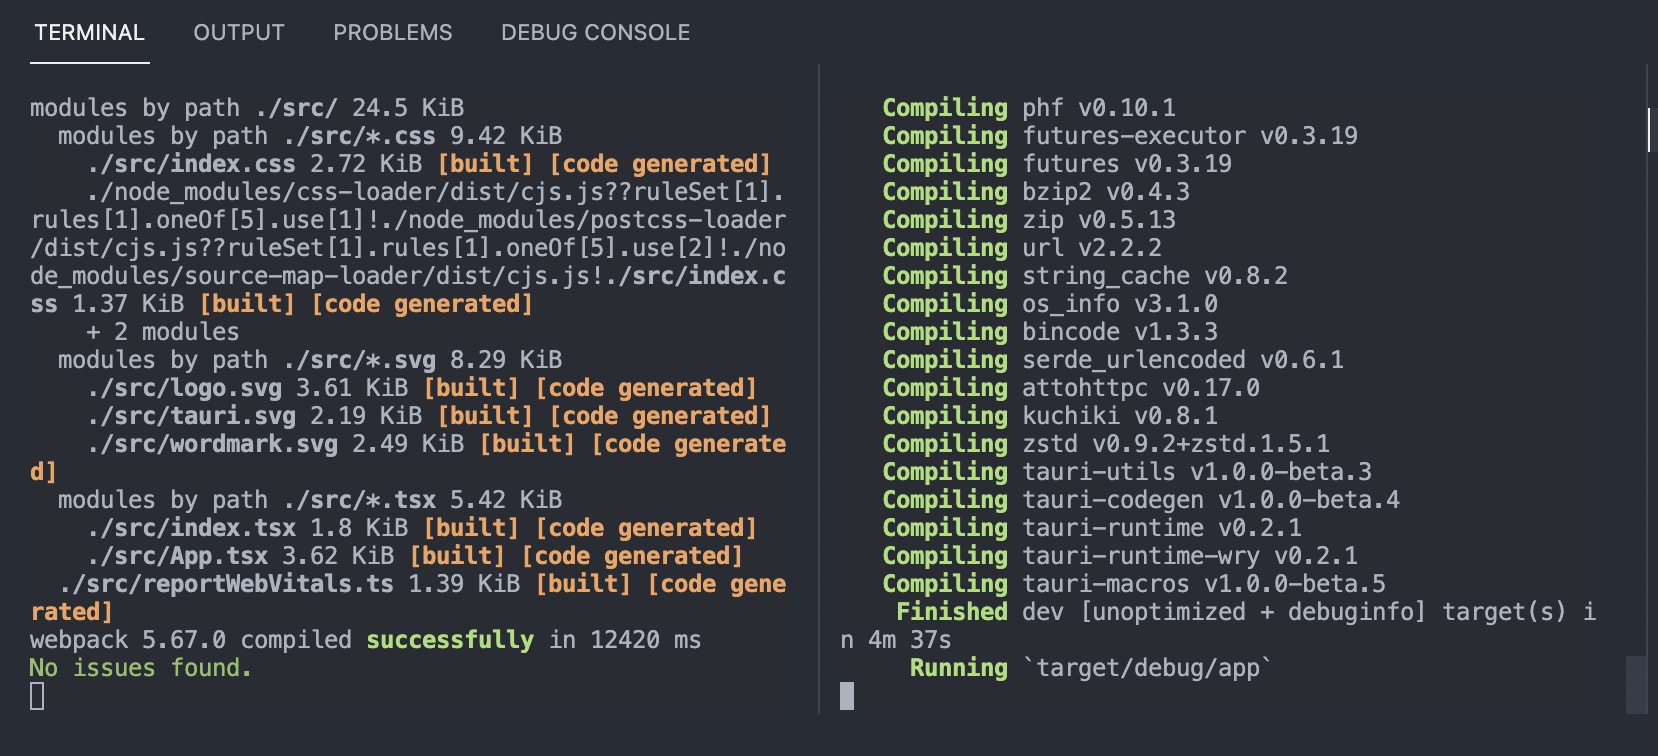 TERMINAL OUTPUT PROBLEMS DEBUG CONSOLE
modules by path ./src/ 24.5 KiB
modules by path ./src/*.css 9.42 KiB
./src/index.css 2.72 KiB [built] [code generated]
./node_modules/css-loader/dist/cjs.js??ruleSet[1].
rules[1].oneOf[5].use[1]!./node_modules/postcss-loader
/dist/cjs.js??ruleSet[1].rules[1].oneOf[5].use[2]!./no
de_modules/source-map-loader/dist/cjs.js!./src/index.c
ss 1.37 KiB [built] [code generated]
+ 2 modules
modules by path ./src/*.svg 8.29 KiB
./src/logo.svg 3.61 KiB [built] [code generated]
./src/tauri.svg 2.19 KiB [built] [code generated]
./src/wordmark.svg 2.49 KiB [built] [code generate
d]
modules by path ./src/*.tsx 5.42 KiB
./src/index.tsx 1.8 KiB [built] [code generated]
./src/App.tsx 3.62 KiB [built] [code generated]
./src/reportWebVitals.ts 1.39 KiB [built] [code gene
rated]
webpack 5.67.0 compiled successfully in 12420 ms
No issues found.
Compiling phf v0.10.1
Compiling futures-executor v0.3.19
Compiling futures v0.3.19
Compiling bzip2 v0.4.3
Compiling zip v0.5.13
Compiling url v2.2.2
Compiling string_cache v0.8.2
Compiling os_info v3.1.0
Compiling bincode v1.3.3
Compiling serde_urlencoded v0.6.1
Compiling attohttpc v0.17.0
Compiling kuchiki v0.8.1
Compiling zstd v0.9.2+zstd.1.5.1
Compiling tauri-utils v1.0.0-beta.3
Compiling tauri-codegen v1.0.0-beta.4
Compiling tauri-runtime v0.2.1
Compiling tauri-runtime-wry v0.2.1
Compiling tauri-macros v1.0.0-beta.5
Finished dev [unoptimized + debuginfo] target(s) i
n 4m 37s
Running `target/debug/app`